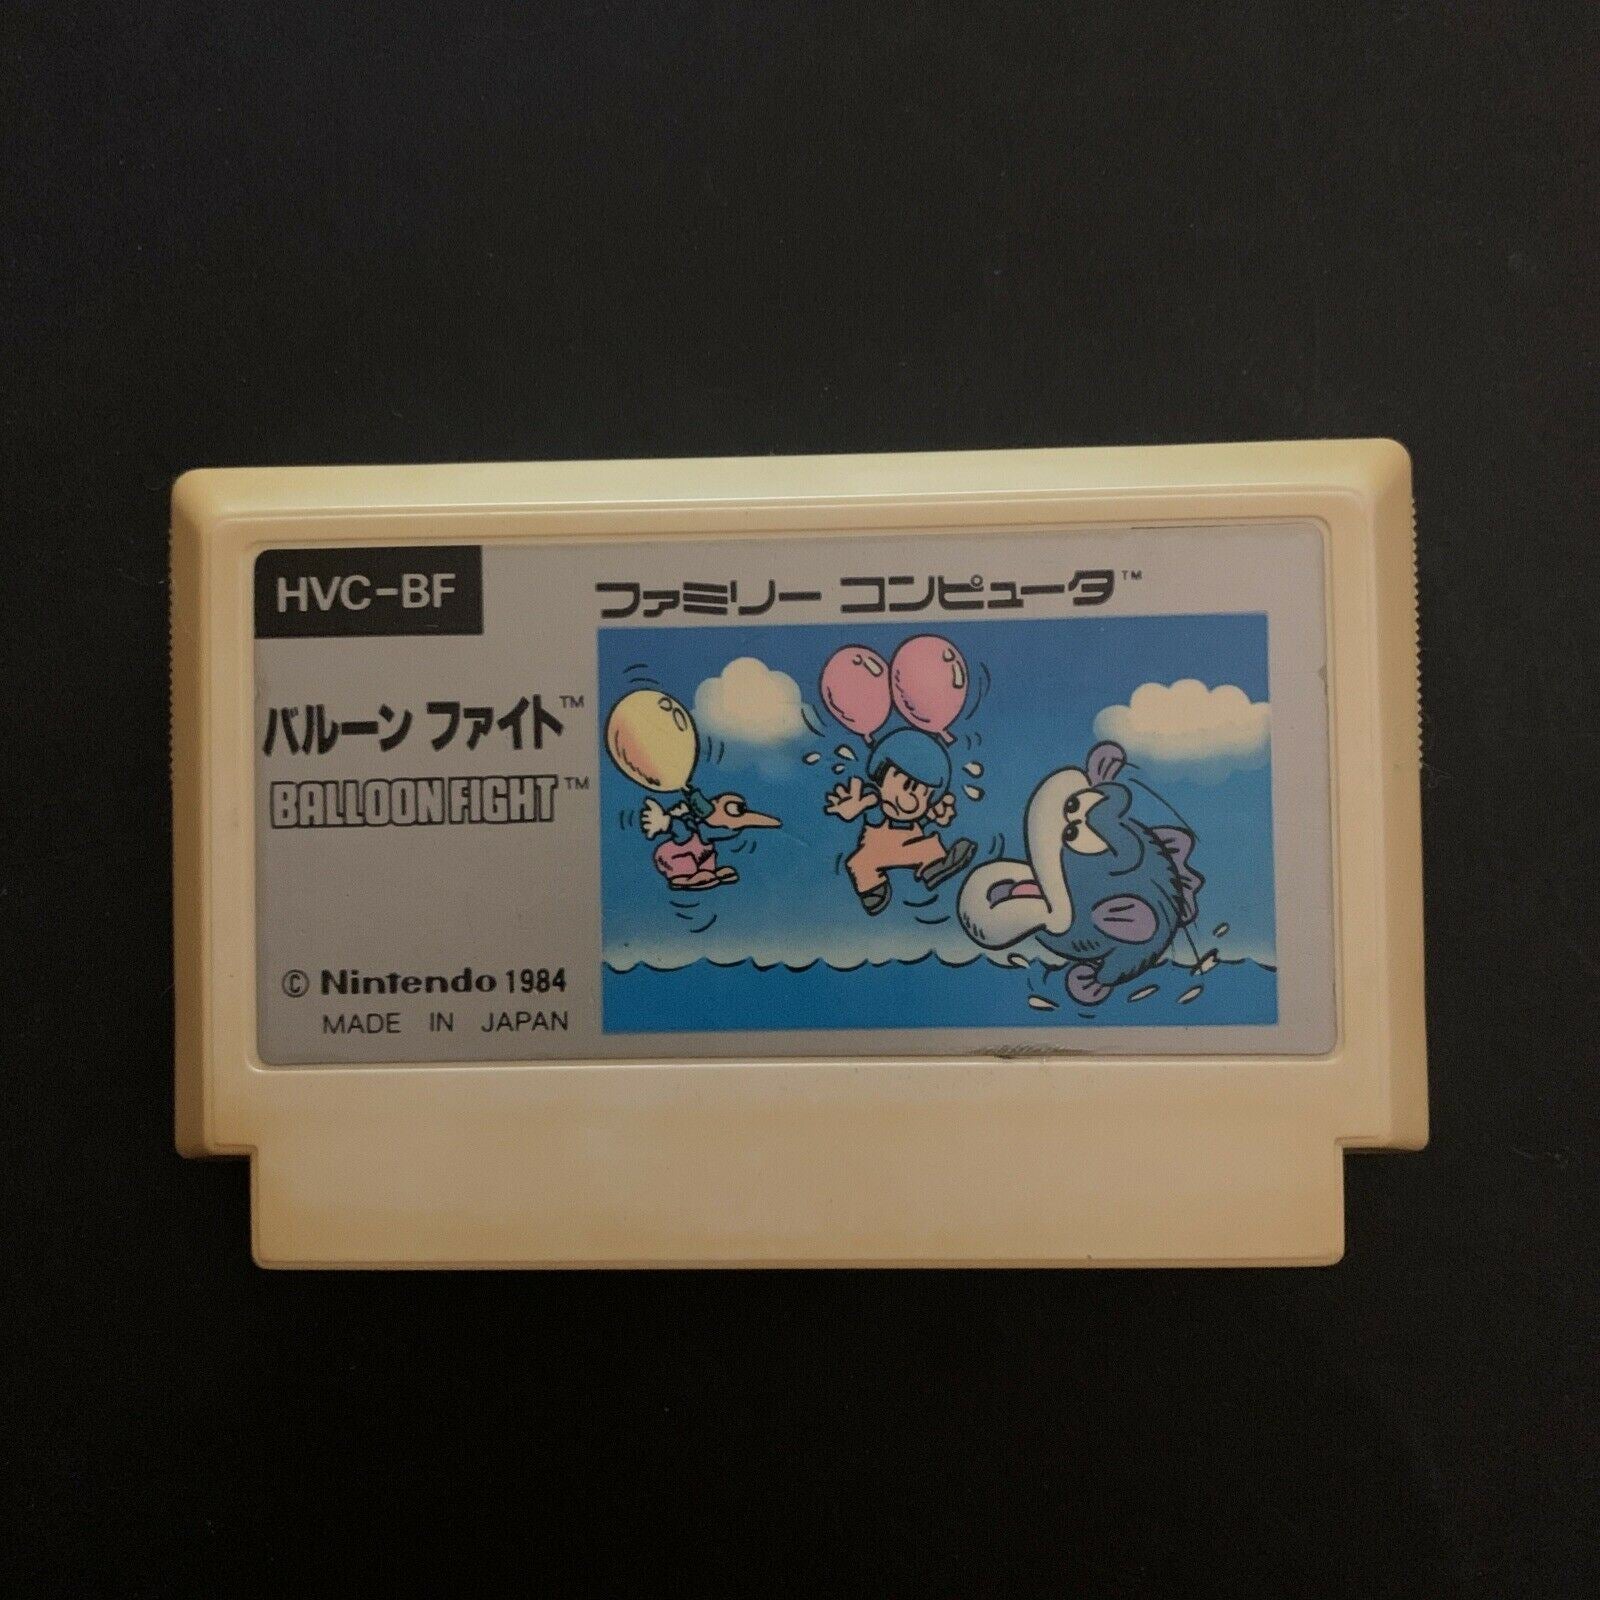 HVC-BF
ファミリー コンピュータ™
バルーン ファイト™
BALLOON FIGHT™
© Nintendo 1984
MADE IN JAPAN